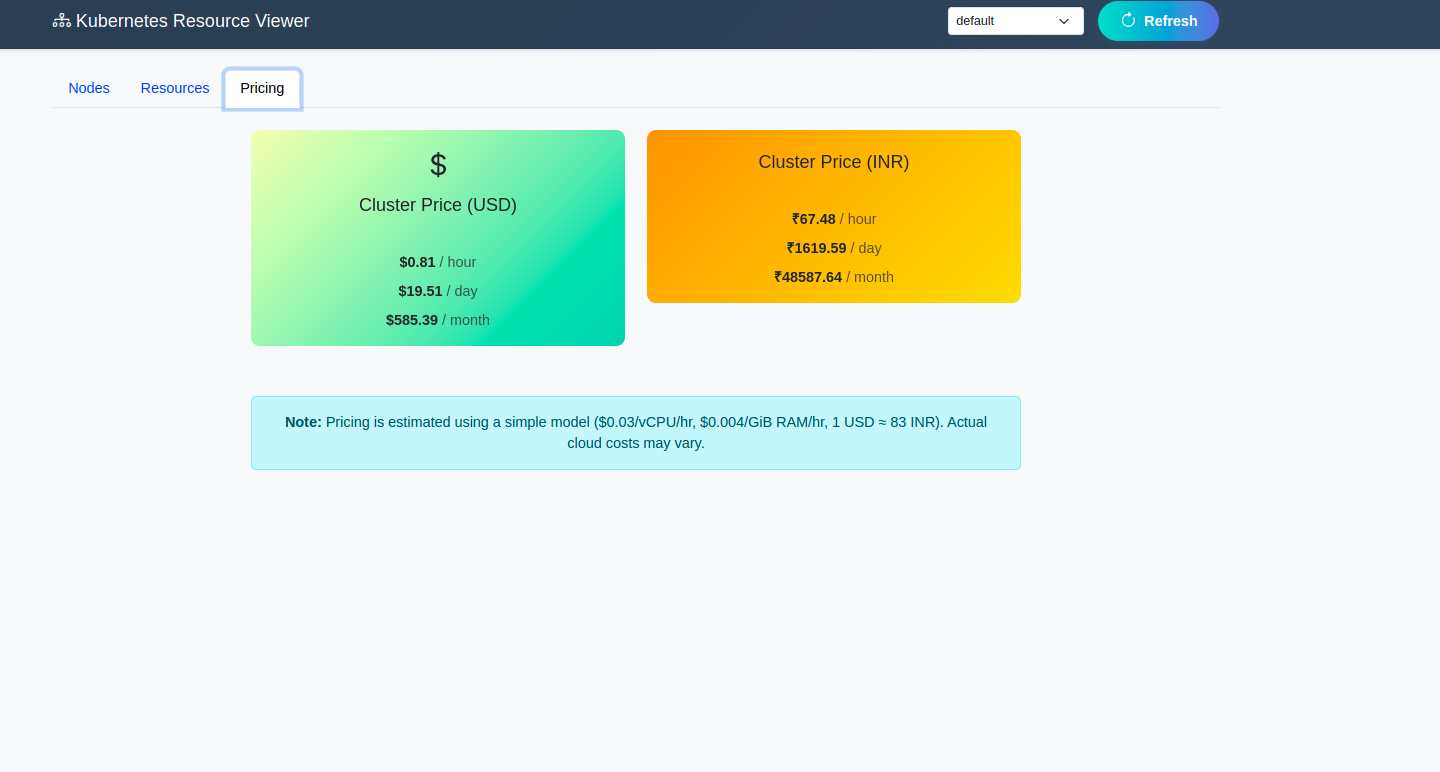 Kubernetes Resource Viewer
default
Refresh
Nodes
Resources
Pricing
$
Cluster Price (USD)
$0.81 / hour
$19.51 / day
$585.39 / month
Cluster Price (INR)
₹67.48 / hour
₹1619.59 / day
₹48587.64 / month
Note: Pricing is estimated using a simple model ($0.03/vCPU/hr, $0.004/GiB RAM/hr, 1 USD ≈ 83 INR). Actual
cloud costs may vary.